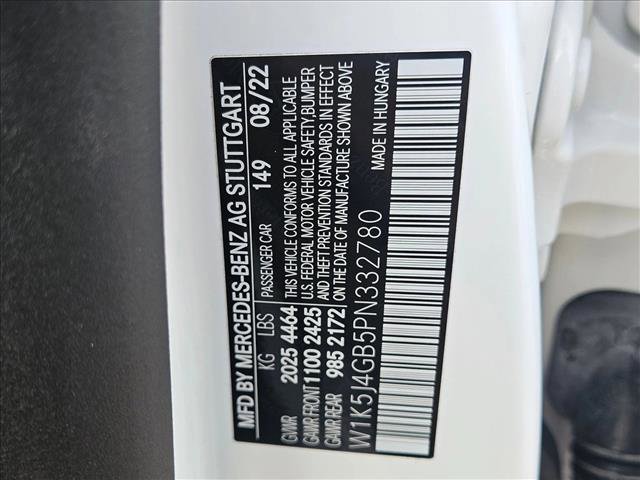 MFD BY MERCEDES-BENZ AG STUTTGART
KG LBS PASSENGER CAR 149 08/22
GVWR 2025 4464 THIS VEHICLE CONFORMS TO ALL APPLICABLE
GAWR FRONT 1100 2425 U.S. FEDERAL MOTOR VEHICLE SAFETY, BUMPER
GAWR REAR 985 2172 AND THEFT PREVENTION STANDARDS IN EFFECT
ON THE DATE OF MANUFACTURE SHOWN ABOVE
W1K5J4GB5PN332780 MADE IN HUNGARY